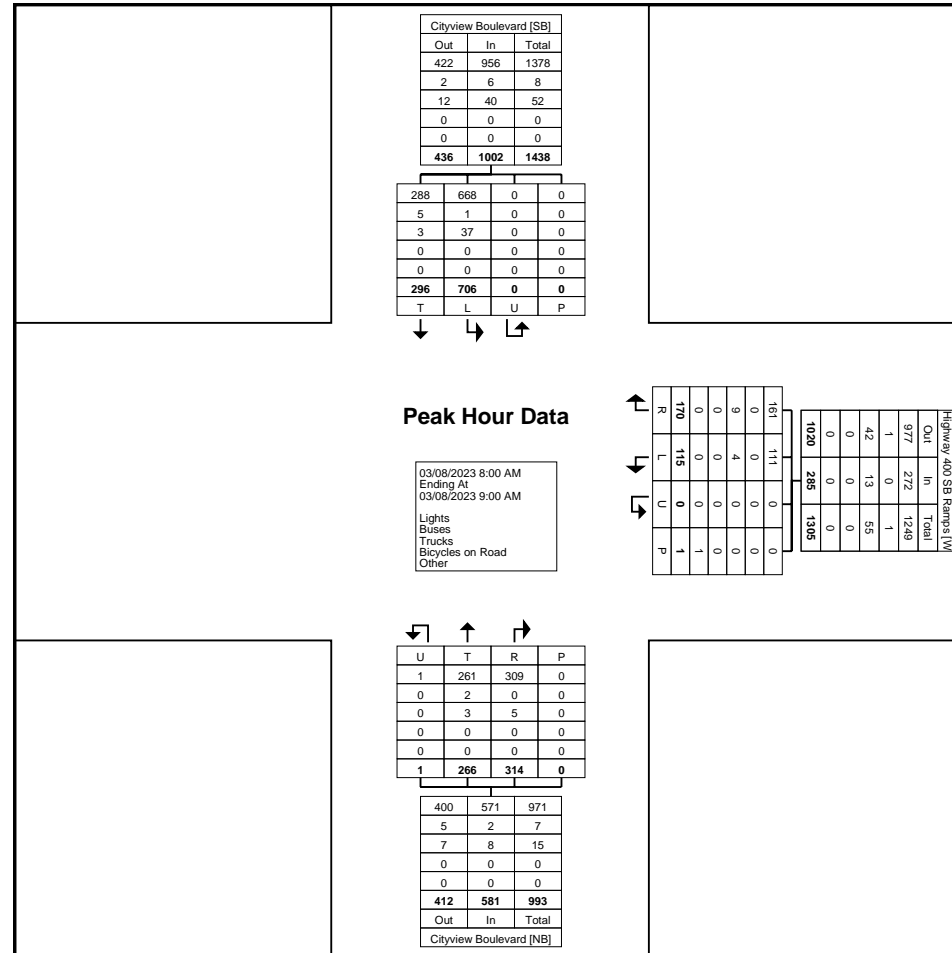 Cityview Boulevard [SB]
Out In Total
422 956 1378
2 6 8
12 40 52
0 0 0
0 0 0
436 1002 1438
288 668 0 0
5 1 0 0
3 37 0 0
0 0 0 0
0 0 0 0
296 706 0 0
T L U P
Peak Hour Data
03/08/2023 8:00 AM
Ending At
03/08/2023 9:00 AM
Lights
Buses
Trucks
Bicycles on Road
Other
Highway 400 SB Ramps [W
Out In Total
977 272 1249
1 0 1
42 13 55
0 0 0
0 0 0
1020 285 1305
161 111 0 0
0 0 0 0
9 4 0 0
0 0 0 0
0 0 0 1
170 115 0 1
R L U P
U T R P
1 261 309 0
0 2 0 0
0 3 5 0
0 0 0 0
0 0 0 0
1 266 314 0
400 571 971
5 2 7
7 8 15
0 0 0
0 0 0
412 581 993
Out In Total
Cityview Boulevard [NB]